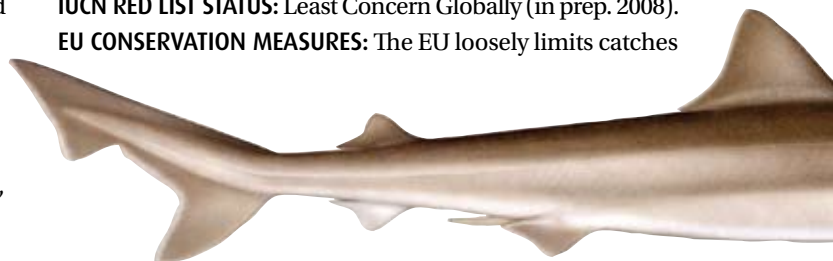 IUCN RED LIST STATUS: Least Concern Globally (in prep. 2008).
EU CONSERVATION MEASURES: The EU loosely limits catches